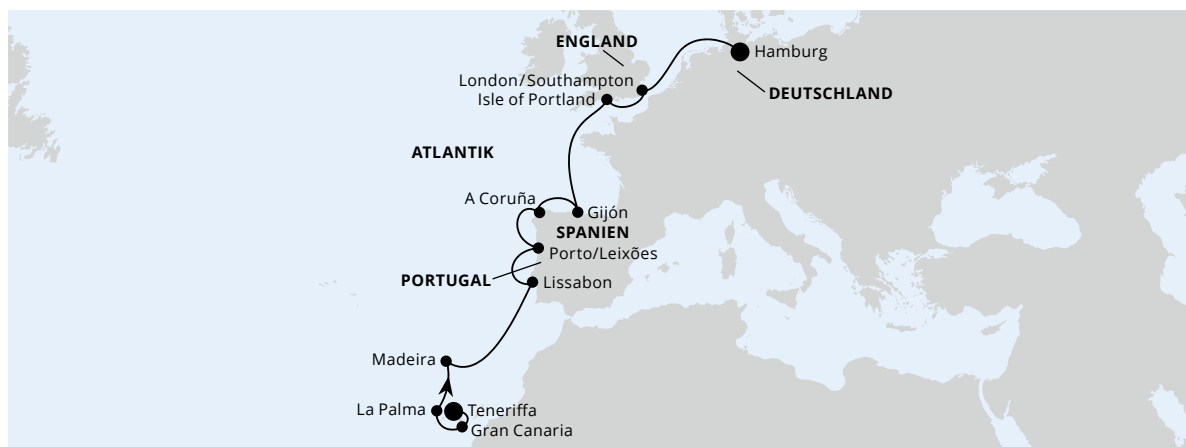 ENGLAND
Hamburg
London/Southampton
DEUTSCHLAND
Isle of Portland
ATLANTIK
A Coruña
Gijón
SPANIEN
Porto/Leixões
PORTUGAL
Lissabon
Madeira
La Palma
Teneriffa
Gran Canaria